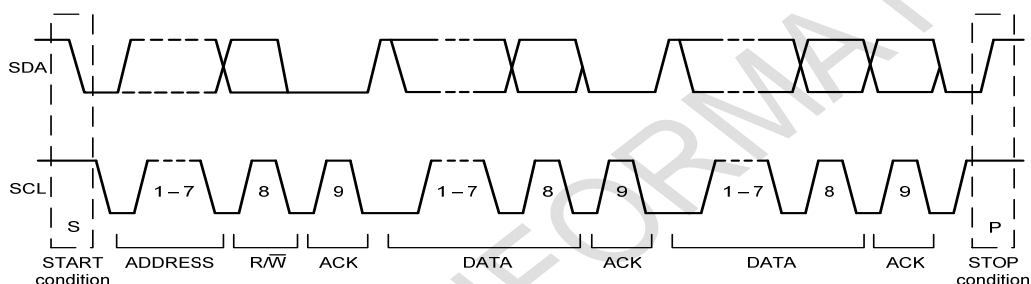 SDA
SCL
1 – 7 8 9 1 – 7 8 9 1 – 7 8 9
S P
START condition ADDRESS R/W̅ ACK DATA ACK DATA ACK STOP condition